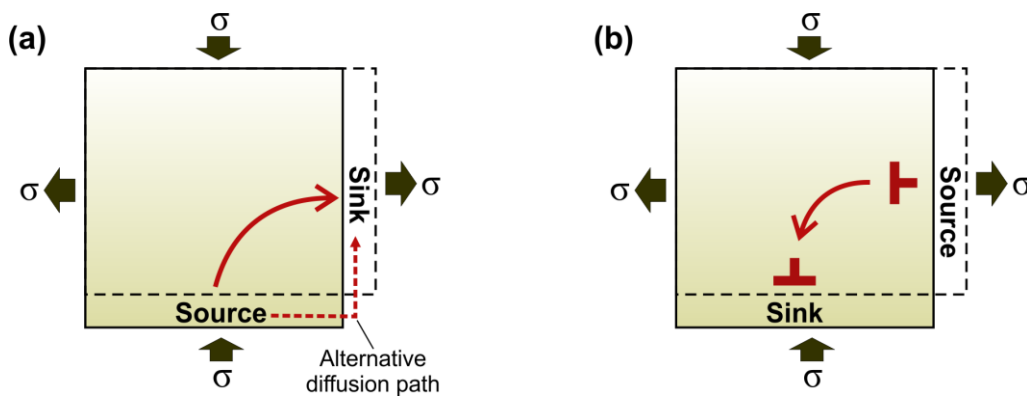 (a)
σ
σ
σ
Sink
Source
σ
Alternative
diffusion path
(b)
σ
σ
σ
Source
Sink
σ